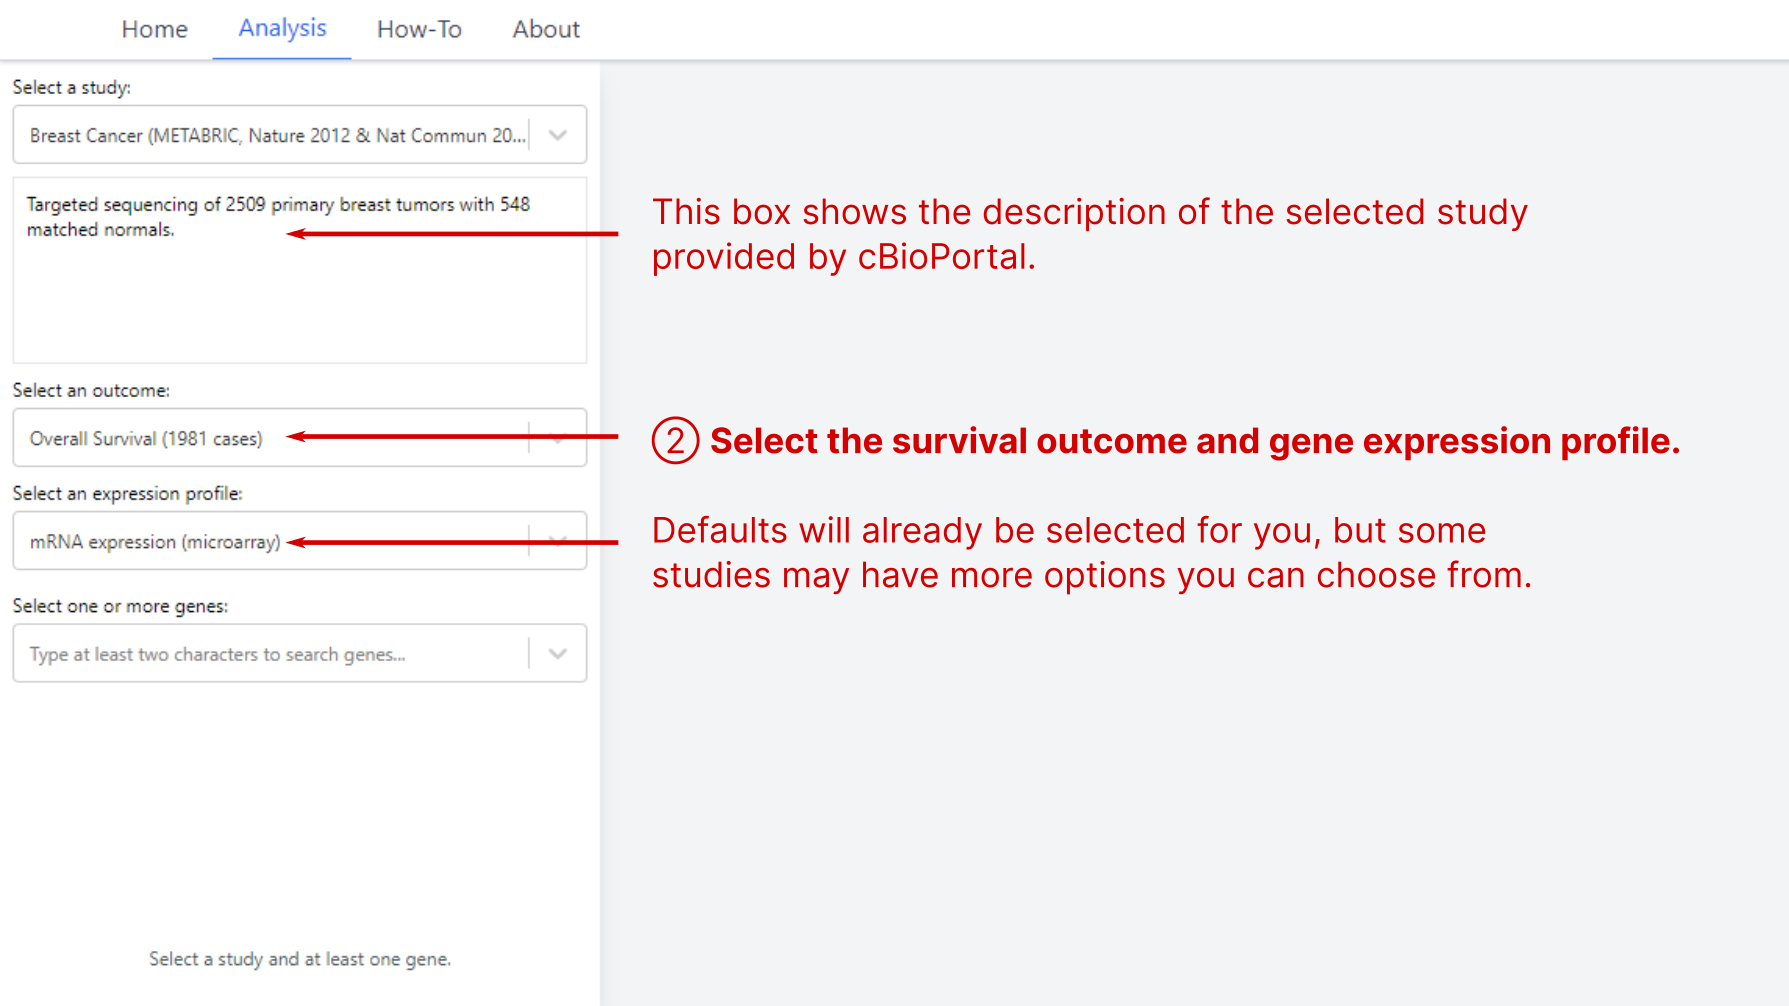 Home Analysis How-To About
Select a study:
Breast Cancer (METABRIC, Nature 2012 & Nat Commun 20...
Targeted sequencing of 2509 primary breast tumors with 548
matched normals.
This box shows the description of the selected study
provided by cBioPortal.
Select an outcome:
Overall Survival (1981 cases)
② Select the survival outcome and gene expression profile.
Select an expression profile:
mRNA expression (microarray)
Defaults will already be selected for you, but some
studies may have more options you can choose from.
Select one or more genes:
Type at least two characters to search genes...
Select a study and at least one gene.